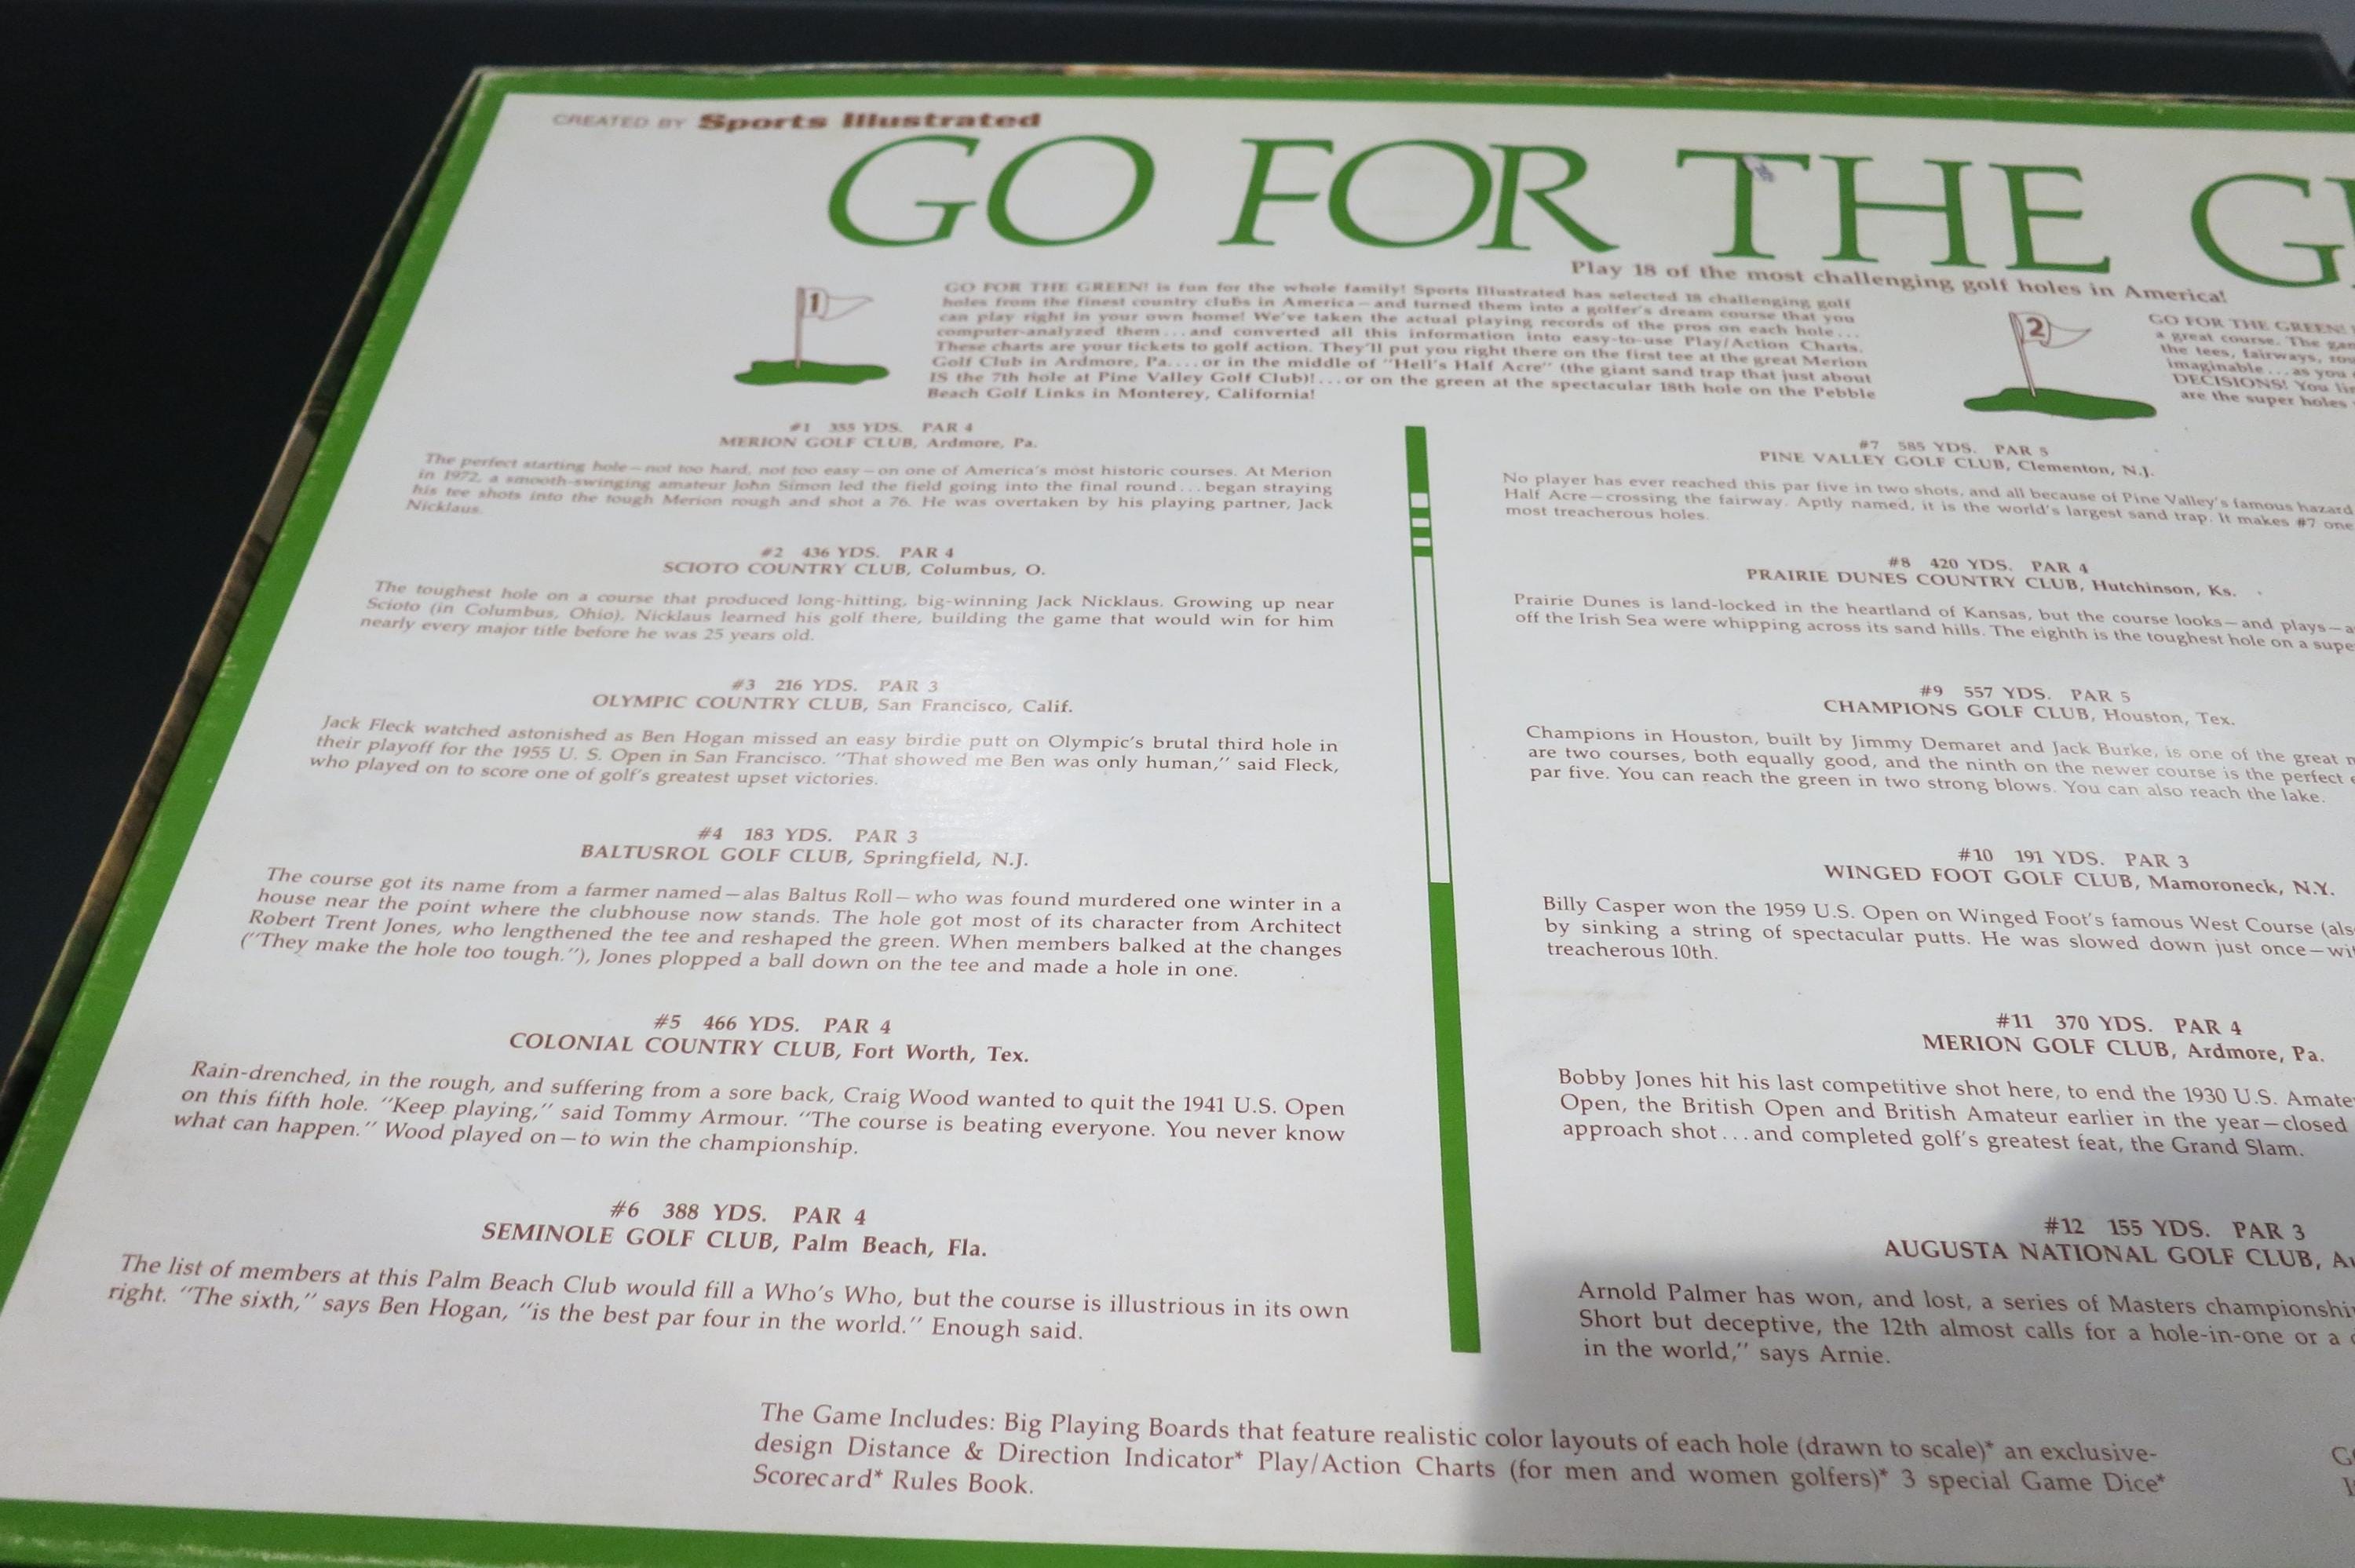 CREATED BY Sports Illustrated
GO FOR THE
Play 18 of the most challenging golf holes in America!
1
GO FOR THE GREEN! is fun for the whole family! Sports Illustrated has selected 18 challenging golf
holes from the finest country clubs in America—and turned them into a golfer's dream course that you
can play right in your own home! We've taken the actual playing records of the pros on each hole...
computer-analyzed them...and converted all this information into easy-to-use Play/Action Charts.
These charts are your tickets to golf action. They'll put you right there on the first tee at the great Merion
Golf Club in Ardmore, Pa....or in the middle of "Hell's Half Acre" (the giant sand trap that just about
IS the 7th hole at Pine Valley Golf Club)!...or on the green at the spectacular 18th hole on the Pebble
Beach Golf Links in Monterey, California!
2
GO FOR THE GREEN!
a great course. The
the tees, fairways,
imaginable...as you
DECISIONS! You
are the super holes
#1 355 YDS. PAR 4
MERION GOLF CLUB, Ardmore, Pa.
The perfect starting hole—not too hard, not too easy—on one of America's most historic courses. At Merion
in 1972, a smooth-swinging amateur John Simon led the field going into the final round...began straying
his tee shots into the tough Merion rough and shot a 76. He was overtaken by his playing partner, Jack
Nicklaus.
#2 436 YDS. PAR 4
SCIOTO COUNTRY CLUB, Columbus, O.
The toughest hole on a course that produced long-hitting, big-winning Jack Nicklaus. Growing up near
Scioto (in Columbus, Ohio), Nicklaus learned his golf there, building the game that would win for him
nearly every major title before he was 25 years old.
#3 216 YDS. PAR 3
OLYMPIC COUNTRY CLUB, San Francisco, Calif.
Jack Fleck watched astonished as Ben Hogan missed an easy birdie putt on Olympic's brutal third hole in
their playoff for the 1955 U. S. Open in San Francisco. "That showed me Ben was only human," said Fleck,
who played on to score one of golf's greatest upset victories.
#4 183 YDS. PAR 3
BALTUSROL GOLF CLUB, Springfield, N.J.
The course got its name from a farmer named—alas Baltus Roll—who was found murdered one winter in a
house near the point where the clubhouse now stands. The hole got most of its character from Architect
Robert Trent Jones, who lengthened the tee and reshaped the green. When members balked at the changes
("They make the hole too tough."), Jones plopped a ball down on the tee and made a hole in one.
#5 466 YDS. PAR 4
COLONIAL COUNTRY CLUB, Fort Worth, Tex.
Rain-drenched, in the rough, and suffering from a sore back, Craig Wood wanted to quit the 1941 U.S. Open
on this fifth hole. "Keep playing," said Tommy Armour. "The course is beating everyone. You never know
what can happen." Wood played on—to win the championship.
#6 388 YDS. PAR 4
SEMINOLE GOLF CLUB, Palm Beach, Fla.
The list of members at this Palm Beach Club would fill a Who's Who, but the course is illustrious in its own
right. "The sixth," says Ben Hogan, "is the best par four in the world." Enough said.
#7 585 YDS. PAR 5
PINE VALLEY GOLF CLUB, Clementon, N.J.
No player has ever reached this par five in two shots, and all because of Pine Valley's famous hazard
Half Acre—crossing the fairway. Aptly named, it is the world's largest sand trap. It makes #7 one
most treacherous holes.
#8 420 YDS. PAR 4
PRAIRIE DUNES COUNTRY CLUB, Hutchinson, Ks.
Prairie Dunes is land-locked in the heartland of Kansas, but the course looks—and plays—
off the Irish Sea were whipping across its sand hills. The eighth is the toughest hole on a
#9 557 YDS. PAR 5
CHAMPIONS GOLF CLUB, Houston, Tex.
Champions in Houston, built by Jimmy Demaret and Jack Burke, is one of the great
are two courses, both equally good, and the ninth on the newer course is the perfect
par five. You can reach the green in two strong blows. You can also reach the lake.
#10 191 YDS. PAR 3
WINGED FOOT GOLF CLUB, Mamoroneck, N.Y.
Billy Casper won the 1959 U.S. Open on Winged Foot's famous West Course
by sinking a string of spectacular putts. He was slowed down just once—
treacherous 10th.
#11 370 YDS. PAR 4
MERION GOLF CLUB, Ardmore, Pa.
Bobby Jones hit his last competitive shot here, to end the 1930 U.S.
Open, the British Open and British Amateur earlier in the year—closed
approach shot...and completed golf's greatest feat, the Grand Slam.
#12 155 YDS. PAR 3
AUGUSTA NATIONAL GOLF CLUB,
Arnold Palmer has won, and lost, a series of Masters
Short but deceptive, the 12th almost calls for a hole-in-one or a
in the world," says Arnie.
The Game Includes: Big Playing Boards that feature realistic color layouts of each hole (drawn to scale)* an exclusive-
design Distance & Direction Indicator* Play/Action Charts (for men and women golfers)* 3 special Game Dice*
Scorecard* Rules Book.